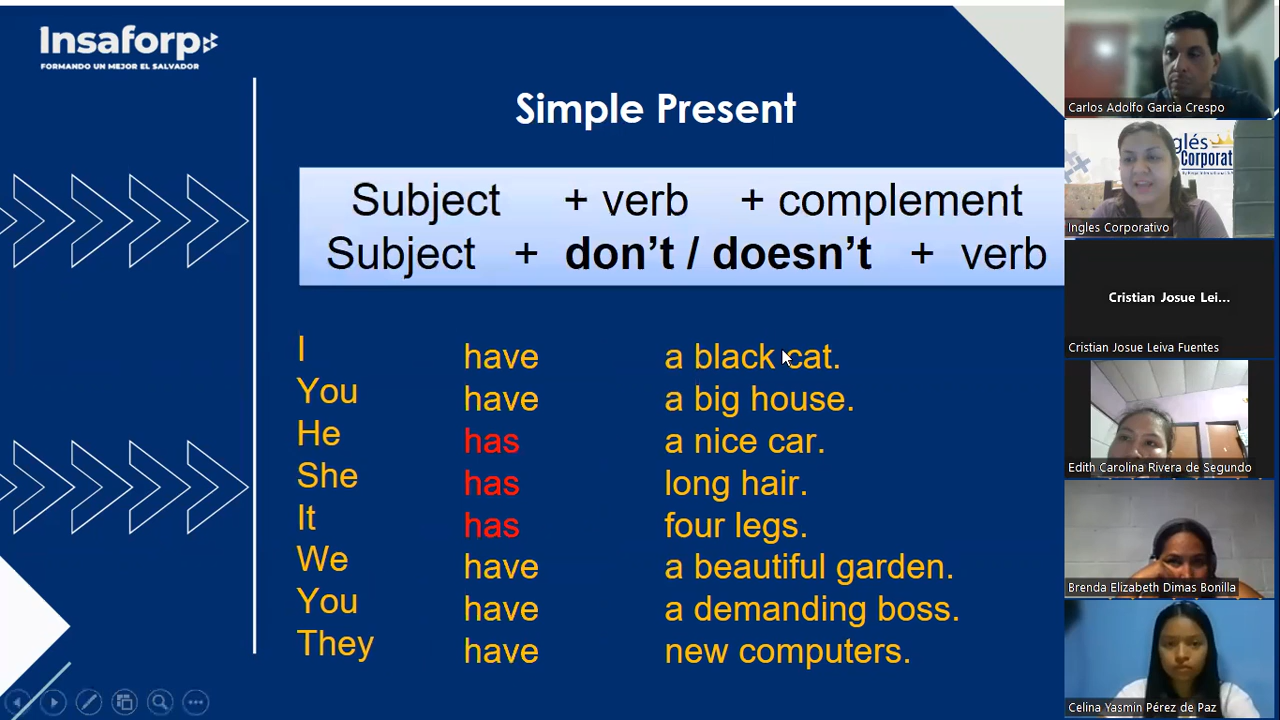 Insaforp
FORMANDO UN MEJOR EL SALVADOR
Simple Present
Subject + verb + complement
Subject + don't / doesn't + verb
I have a black cat.
You have a big house.
He has a nice car.
She has long hair.
It has four legs.
We have a beautiful garden.
You have a demanding boss.
They have new computers.
Carlos Adolfo Garcia Crespo
glés
Corporat
Ingles Corporativo
Cristian Josue Lei...
Cristian Josue Leiva Fuentes
Edith Carolina Rivera de Segundo
Brenda Elizabeth Dimas Bonilla
Celina Yasmin Pérez de Paz